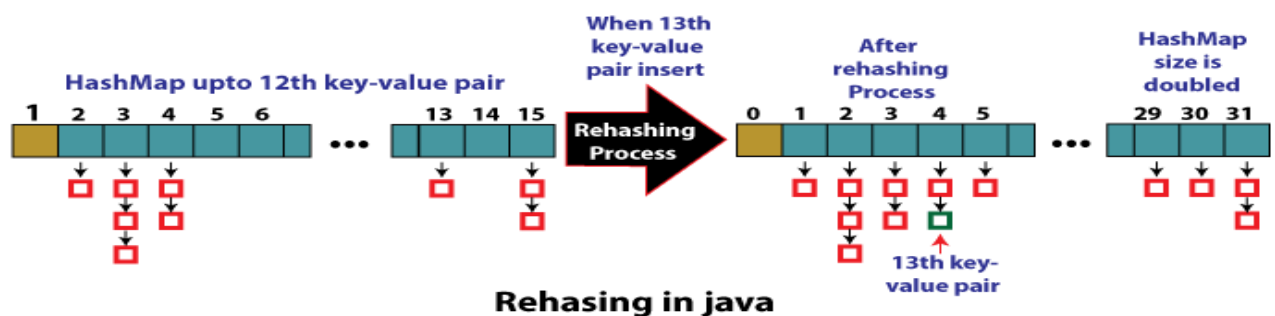 HashMap upto 12th key-value pair
1 2 3 4 5 6 ••• 13 14 15
When 13th
key-value
pair insert
Rehashing
Process
After
rehashing
Process
HashMap
size is
doubled
0 1 2 3 4 5 ••• 29 30 31
13th key-
value pair
Rehasing in java